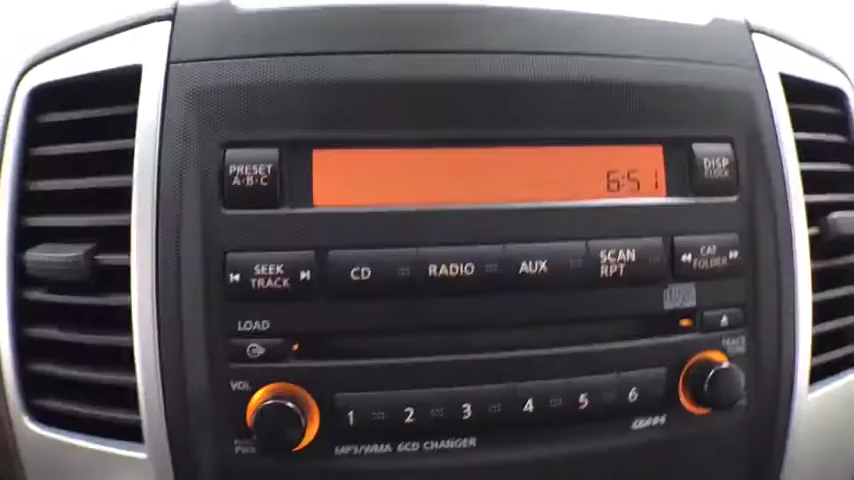 PRESET
A·B·C
6:51
DISP
CLOCK
SEEK
TRACK
CD
RADIO
AUX
SCAN
RPT
CAT
FOLDER
LOAD
VOL
1 2 3 4 5 6
MP3/WMA 6CD CHANGER